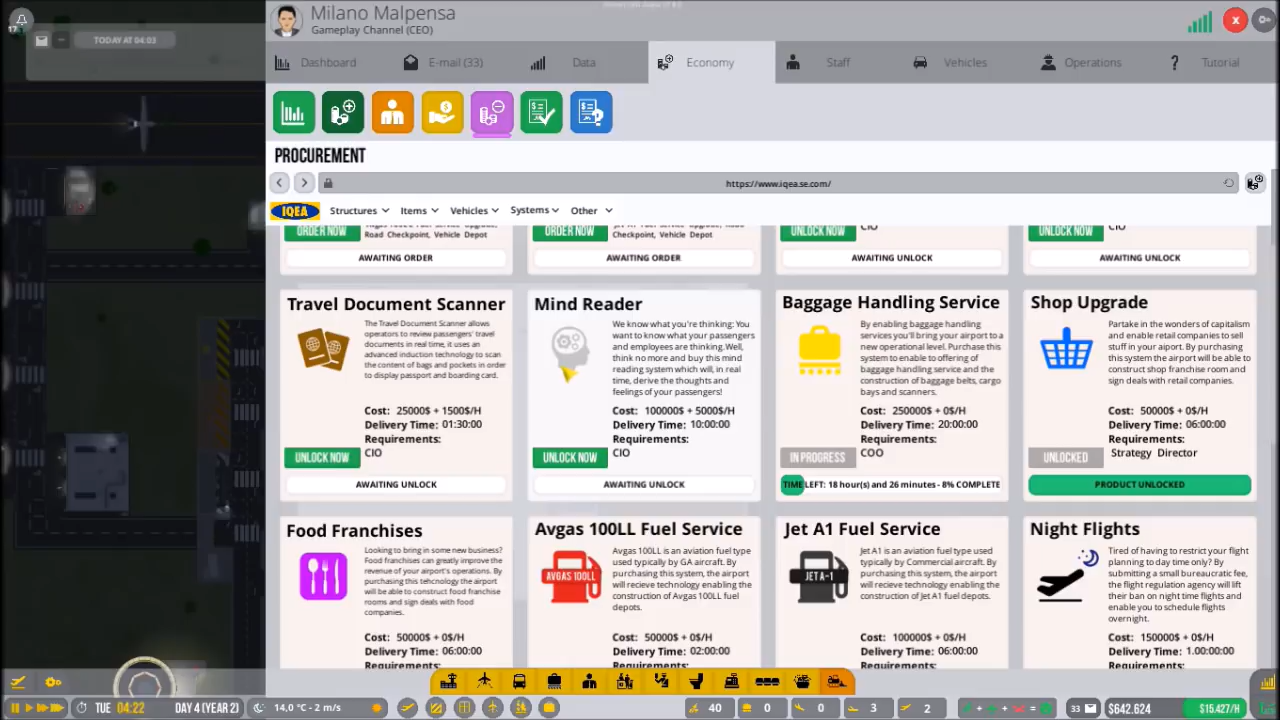 Milano Malpensa
Gameplay Channel (CEO)
TODAY AT 04:03
Dashboard
E-mail (33)
Data
Economy
Staff
Vehicles
Operations
Tutorial
PROCUREMENT
https://www.iqea.se.com/
IQEA
Structures
Items
Vehicles
Systems
Other
ORDER NOW
Road Checkpoint, Vehicle Depot
AWAITING ORDER
ORDER NOW
Checkpoint, Vehicle Depot
AWAITING ORDER
UNLOCK NOW
CIO
AWAITING UNLOCK
UNLOCK NOW
CIO
AWAITING UNLOCK
Travel Document Scanner
The Travel Document Scanner allows
operators to review passengers' travel
documents in real time, it uses an
advanced induction technology to scan
the content of bags and pockets in order
to display passport and boarding card.
Cost: 25000$ + 1500$/H
Delivery Time: 01:30:00
Requirements:
UNLOCK NOW
CIO
AWAITING UNLOCK
Mind Reader
We know what you're thinking: You
want to know what your passengers
and employees are thinking. Well,
think no more and buy this mind
reading system which will, in real
time, derive the thoughts and
feelings of your passengers!
Cost: 100000$ + 5000$/H
Delivery Time: 10:00:00
Requirements:
UNLOCK NOW
CIO
AWAITING UNLOCK
Baggage Handling Service
By enabling baggage handling
services you'll bring your airport to a
new operational level. Purchase this
system to enable to offering of
baggage handling service and the
construction of baggage belts, cargo
bays and scanners.
Cost: 250000$ + 0$/H
Delivery Time: 20:00:00
Requirements:
IN PROGRESS
COO
TIME LEFT: 18 hour(s) and 26 minutes - 8% COMPLETE
Shop Upgrade
Partake in the wonders of capitalism
and enable retail companies to sell
stuff in your aiport. By purchasing
this system the airport will be able to
construct shop franchise room and
sign deals with retail companies.
Cost: 50000$ + 0$/H
Delivery Time: 06:00:00
Requirements:
UNLOCKED
Strategy Director
PRODUCT UNLOCKED
Food Franchises
Looking to bring in some new business?
Food franchises can greatly improve the
revenue of your airport's operations. By
purchasing this tehcnology the airport
will be able to construct food franchise
rooms and sign deals with food
companies.
Cost: 50000$ + 0$/H
Delivery Time: 06:00:00
Requirements:
Avgas 100LL Fuel Service
AVGAS 100LL
Avgas 100LL is an aviation fuel type
used typically by GA aircraft. By
purchasing this system, the airport
will recieve technology enabling the
construction of Avgas 100LL fuel
depots.
Cost: 50000$ + 0$/H
Delivery Time: 02:00:00
Requirements:
Jet A1 Fuel Service
JET A-1
Jet A1 is an aviation fuel type used
typically by Commercial aircraft. By
purchasing this system, the airport
will recieve technology enabling the
construction of Jet A1 fuel depots.
Cost: 100000$ + 0$/H
Delivery Time: 06:00:00
Requirements:
Night Flights
Tired of having to restrict your flight
planning to day time only? By
submitting a small bureaucratic fee,
the flight regulation agency will lift
their ban on night time flights and
enable you to schedule flights
overnight.
Cost: 150000$ + 0$/H
Delivery Time: 1.00:00:00
Requirements:
TUE 04:22 DAY 4 (YEAR 2) 14,0 °C - 2 m/s 40 0 0 3 2 33 $642.624 $15.427/H